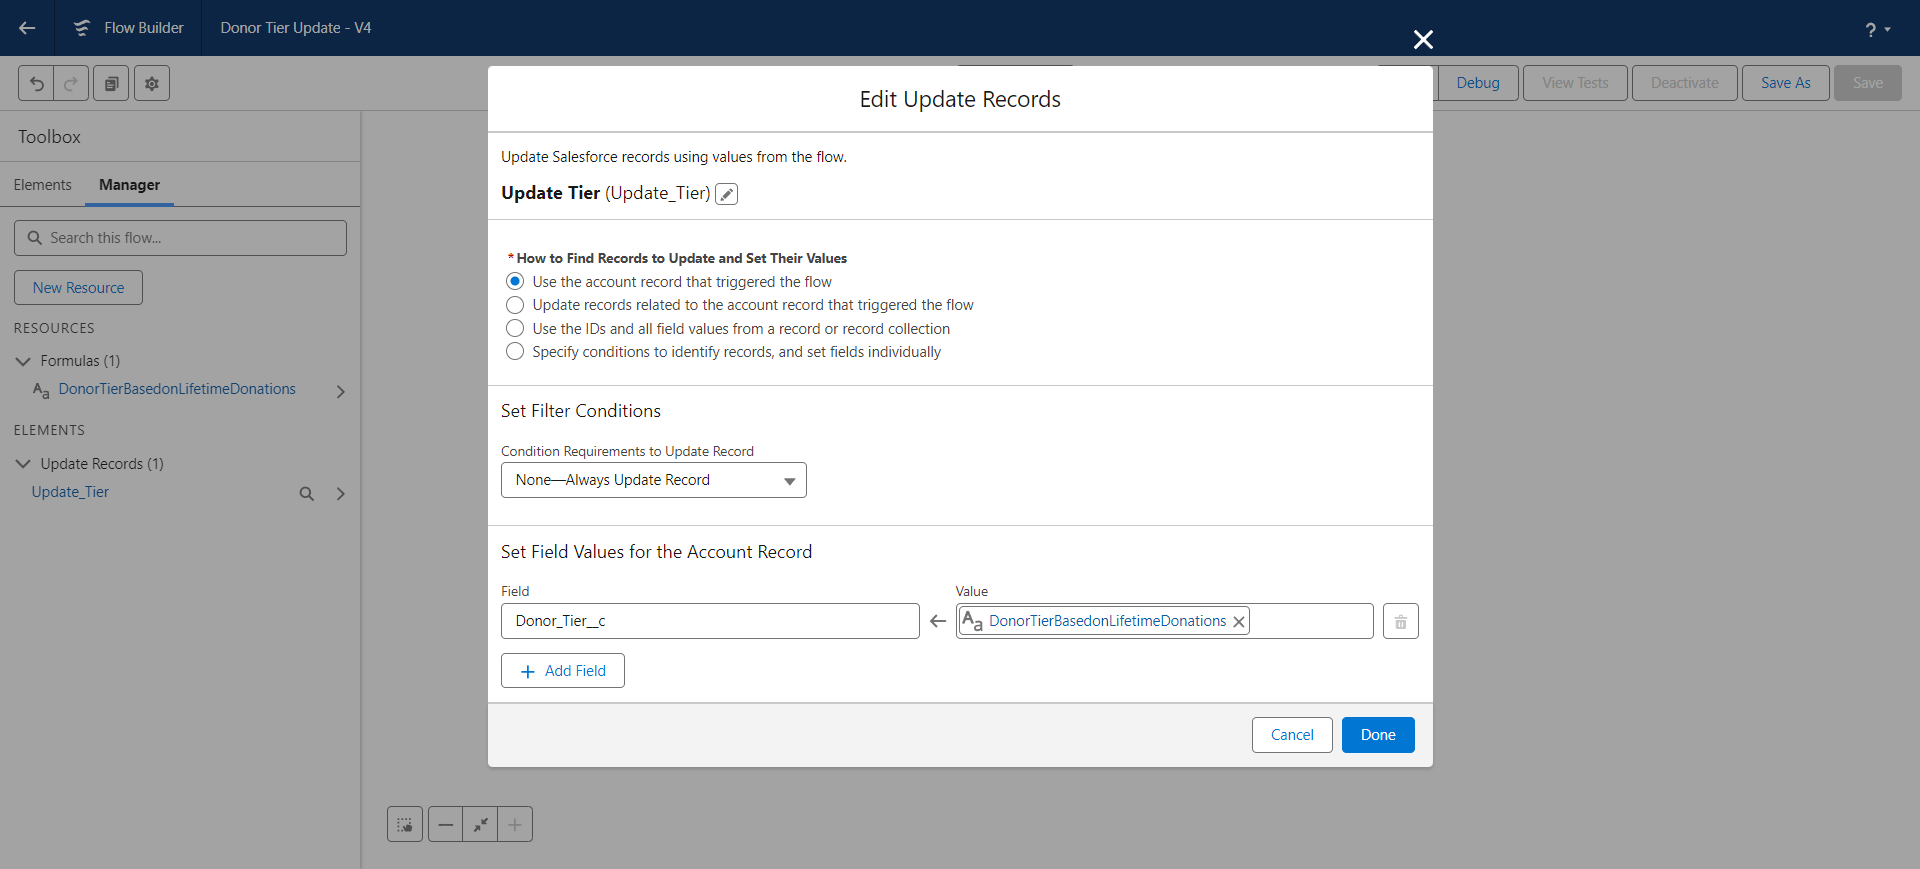 Flow Builder
Donor Tier Update - V4
?
Debug
View Tests
Deactivate
Save As
Save
Toolbox
Elements
Manager
Search this flow...
New Resource
RESOURCES
Formulas (1)
Aa DonorTierBasedonLifetimeDonations
ELEMENTS
Update Records (1)
Update_Tier
Edit Update Records
Update Salesforce records using values from the flow.
Update Tier (Update_Tier)
*How to Find Records to Update and Set Their Values
Use the account record that triggered the flow
Update records related to the account record that triggered the flow
Use the IDs and all field values from a record or record collection
Specify conditions to identify records, and set fields individually
Set Filter Conditions
Condition Requirements to Update Record
None—Always Update Record
Set Field Values for the Account Record
Field
Value
Donor_Tier__c
Aa DonorTierBasedonLifetimeDonations
Add Field
Cancel
Done